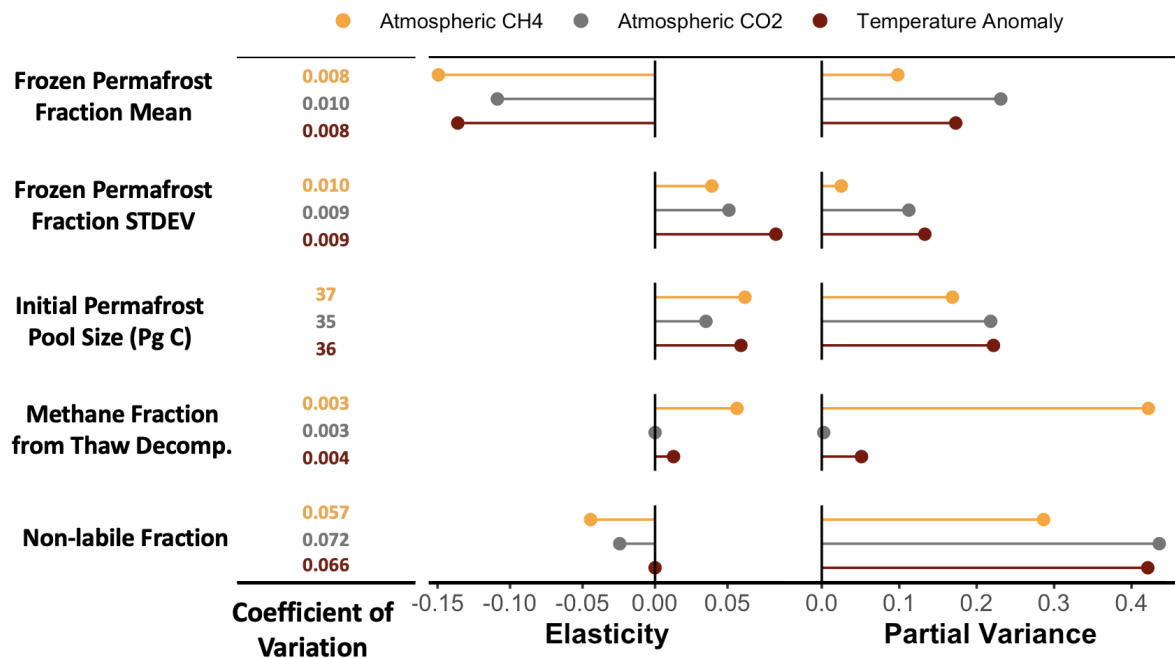 Atmospheric CH4 Atmospheric CO2 Temperature Anomaly
Frozen Permafrost
Fraction Mean
0.008
0.010
0.008
Frozen Permafrost
Fraction STDEV
0.010
0.009
0.009
Initial Permafrost
Pool Size (Pg C)
37
35
36
Methane Fraction
from Thaw Decomp.
0.003
0.003
0.004
Non-labile Fraction
0.057
0.072
0.066
-0.15 -0.10 -0.05 0.00 0.05 0.0 0.1 0.2 0.3 0.4
Coefficient of
Variation
Elasticity
Partial Variance